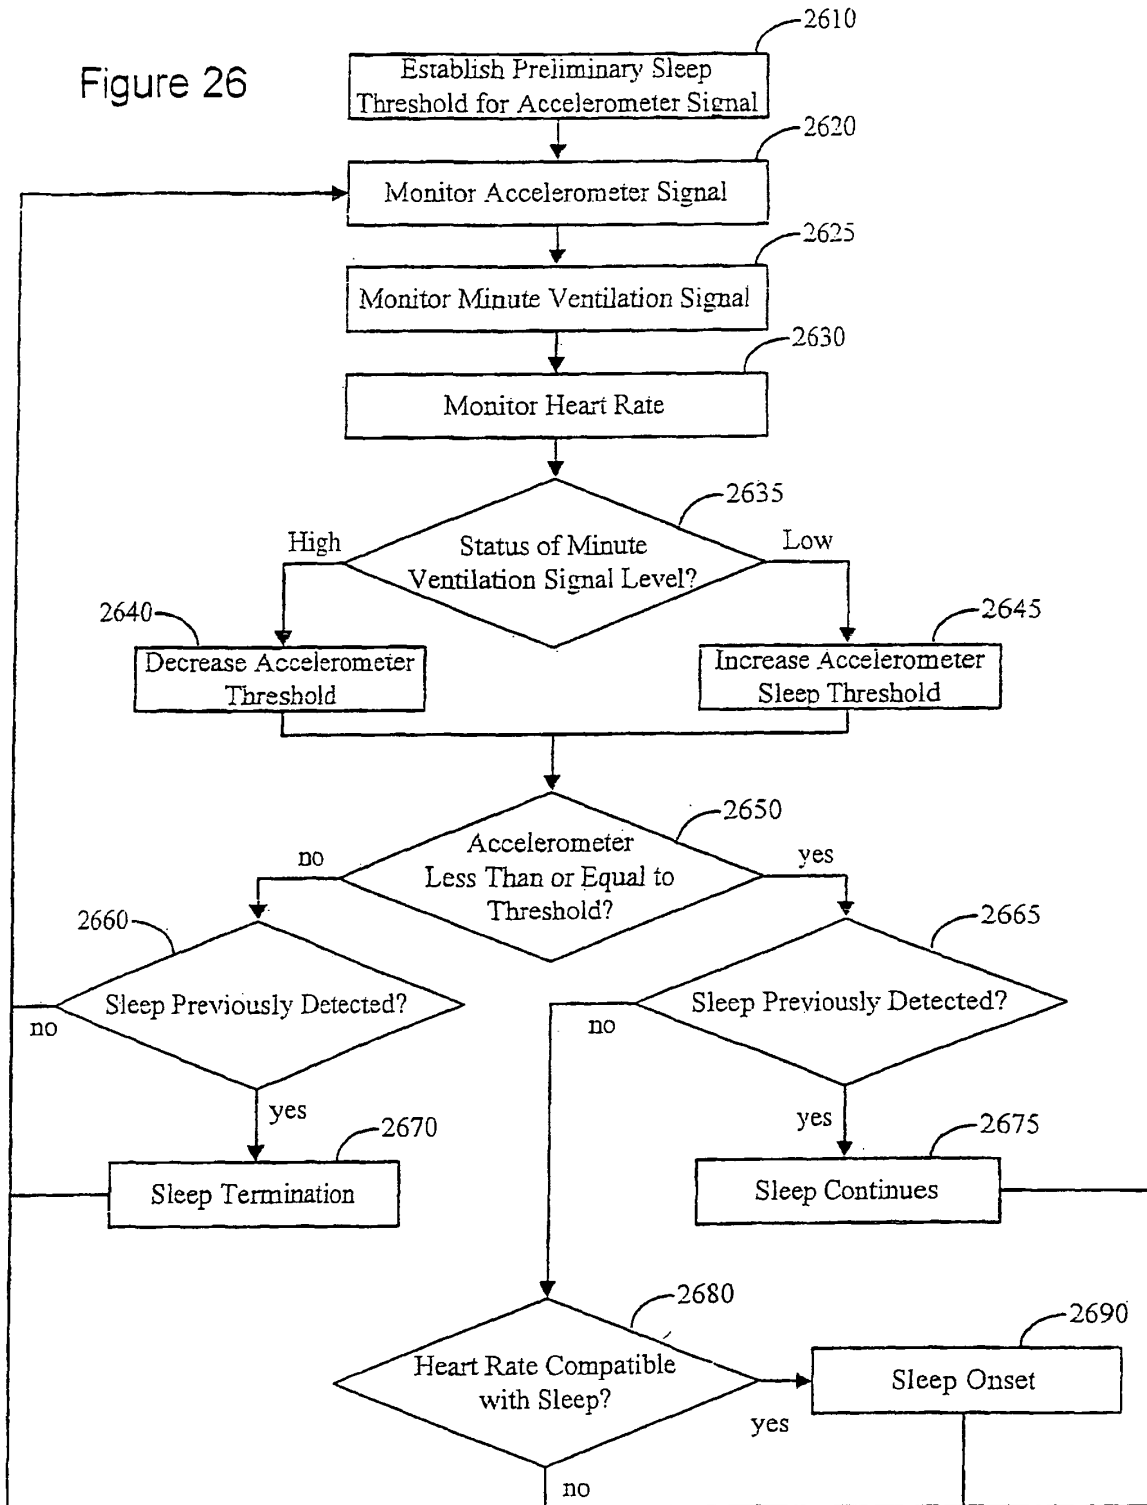 Figure 26
2610
Establish Preliminary Sleep
Threshold for Accelerometer Signal
2620
Monitor Accelerometer Signal
2625
Monitor Minute Ventilation Signal
2630
Monitor Heart Rate
2635
Status of Minute
Ventilation Signal Level?
High
Low
2640
Decrease Accelerometer
Threshold
2645
Increase Accelerometer
Sleep Threshold
2650
Accelerometer
Less Than or Equal to
Threshold?
no
yes
2660
Sleep Previously Detected?
no
yes
2665
Sleep Previously Detected?
no
yes
2670
Sleep Termination
2675
Sleep Continues
2680
Heart Rate Compatible
with Sleep?
yes
no
2690
Sleep Onset